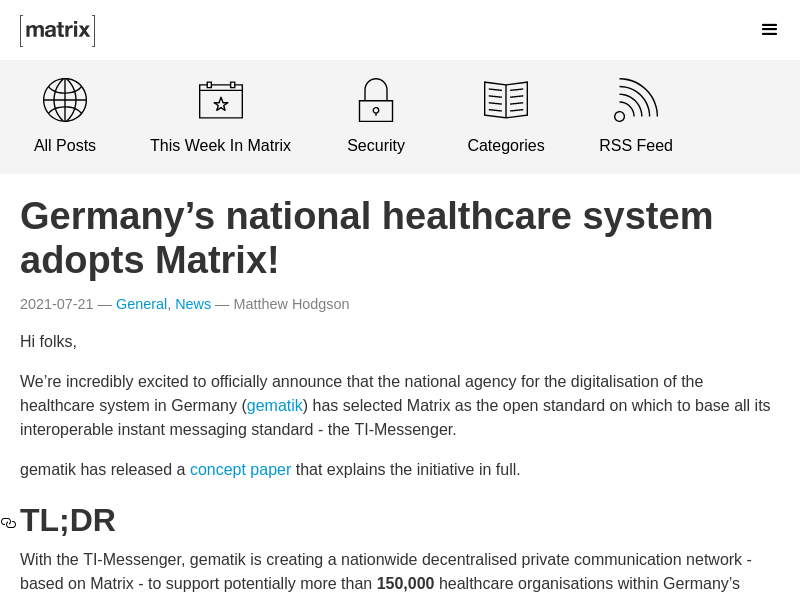 [matrix]
All Posts
This Week In Matrix
Security
Categories
RSS Feed
Germany’s national healthcare system
adopts Matrix!
2021-07-21 — General, News — Matthew Hodgson
Hi folks,
We’re incredibly excited to officially announce that the national agency for the digitalisation of the
healthcare system in Germany (gematik) has selected Matrix as the open standard on which to base all its
interoperable instant messaging standard - the TI-Messenger.
gematik has released a concept paper that explains the initiative in full.
TL;DR
With the TI-Messenger, gematik is creating a nationwide decentralised private communication network -
based on Matrix - to support potentially more than 150,000 healthcare organisations within Germany’s